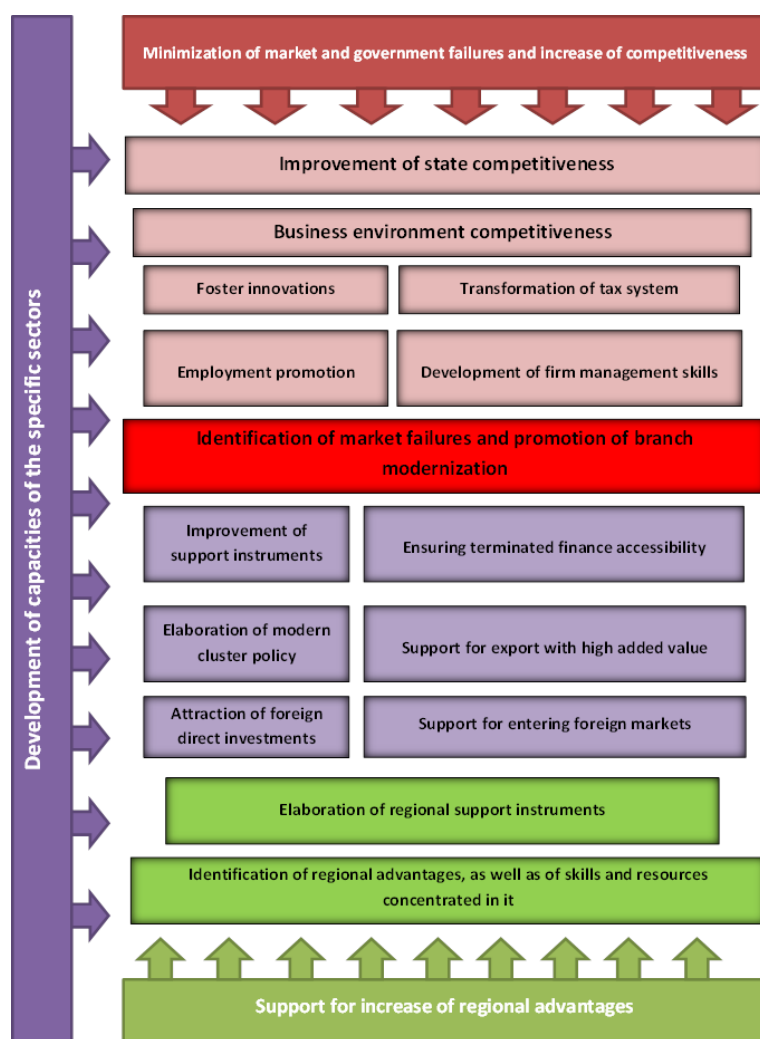 Development of capacities of the specific sectors
Minimization of market and government failures and increase of competitiveness
Improvement of state competitiveness
Business environment competitiveness
Foster innovations
Transformation of tax system
Employment promotion
Development of firm management skills
Identification of market failures and promotion of branch
modernization
Improvement of
support instruments
Ensuring terminated finance accessibility
Elaboration of modern
cluster policy
Support for export with high added value
Attraction of foreign
direct investments
Support for entering foreign markets
Elaboration of regional support instruments
Identification of regional advantages, as well as of skills and resources
concentrated in it
Support for increase of regional advantages